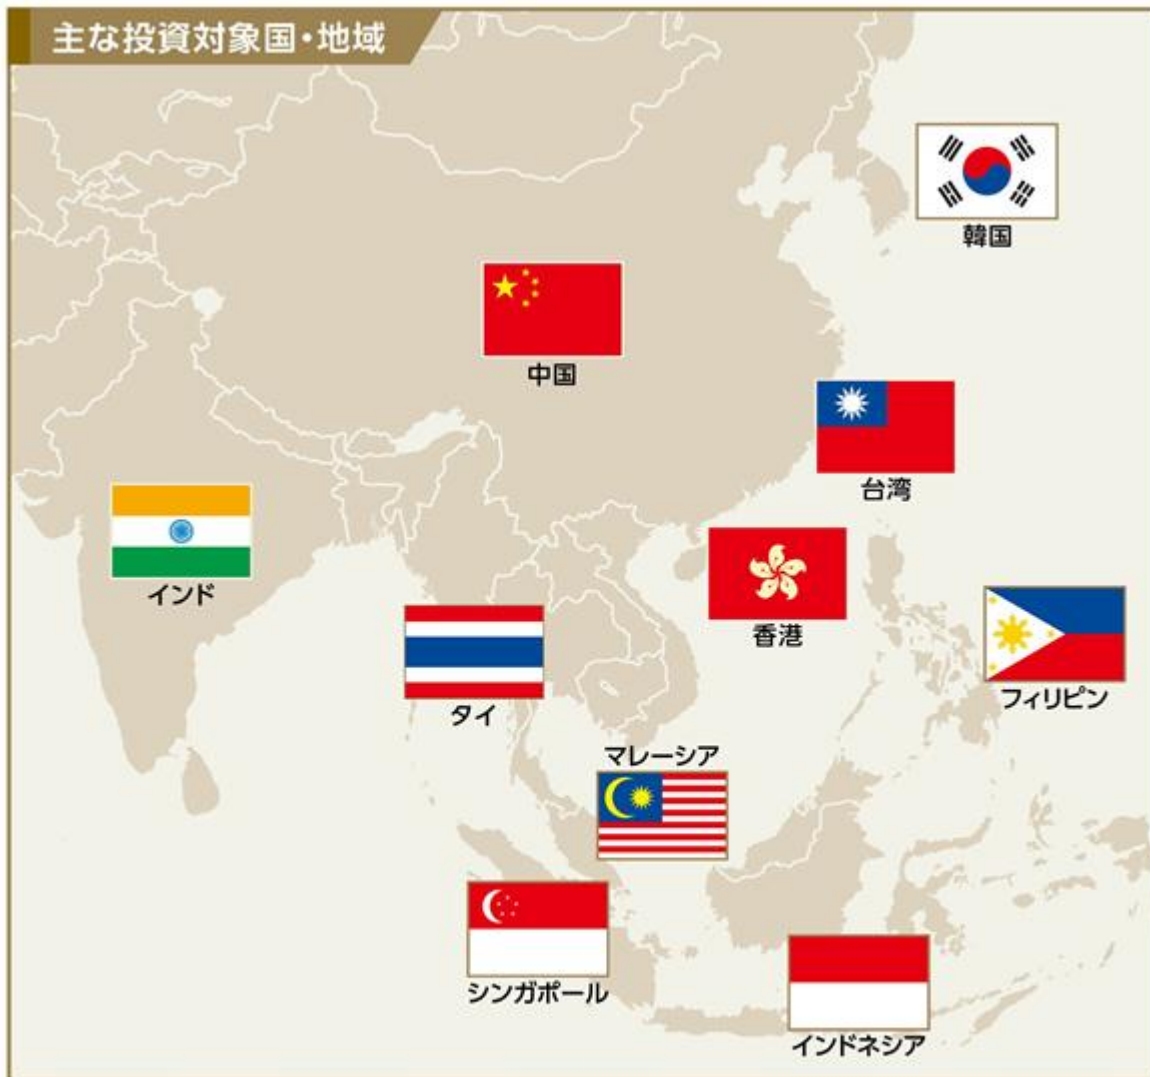 主な投資対象国・地域
韓国
中国
台湾
インド
香港
タイ
フィリピン
マレーシア
シンガポール
インドネシア